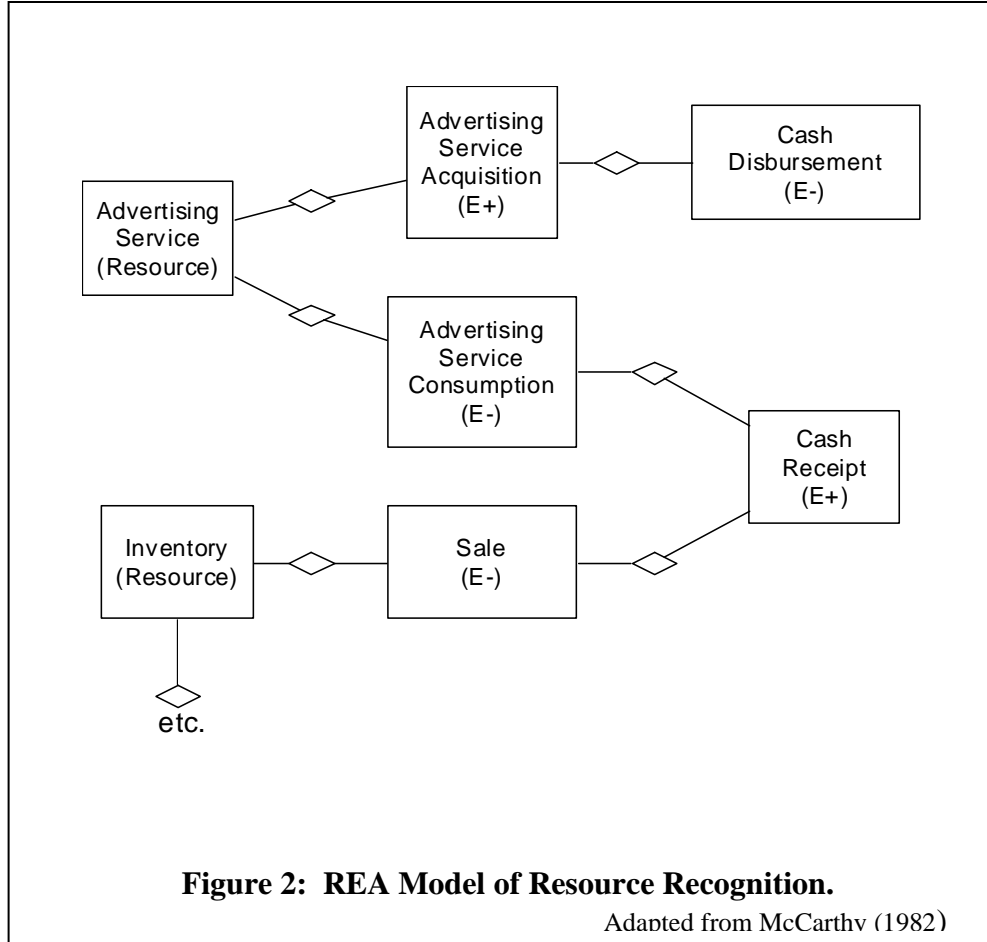 Advertising
Service
Acquisition
(E+)
Cash
Disbursement
(E-)
Advertising
Service
(Resource)
Advertising
Service
Consumption
(E-)
Cash
Receipt
(E+)
Inventory
(Resource)
Sale
(E-)
etc.
Figure 2: REA Model of Resource Recognition.
Adapted from McCarthy (1982)